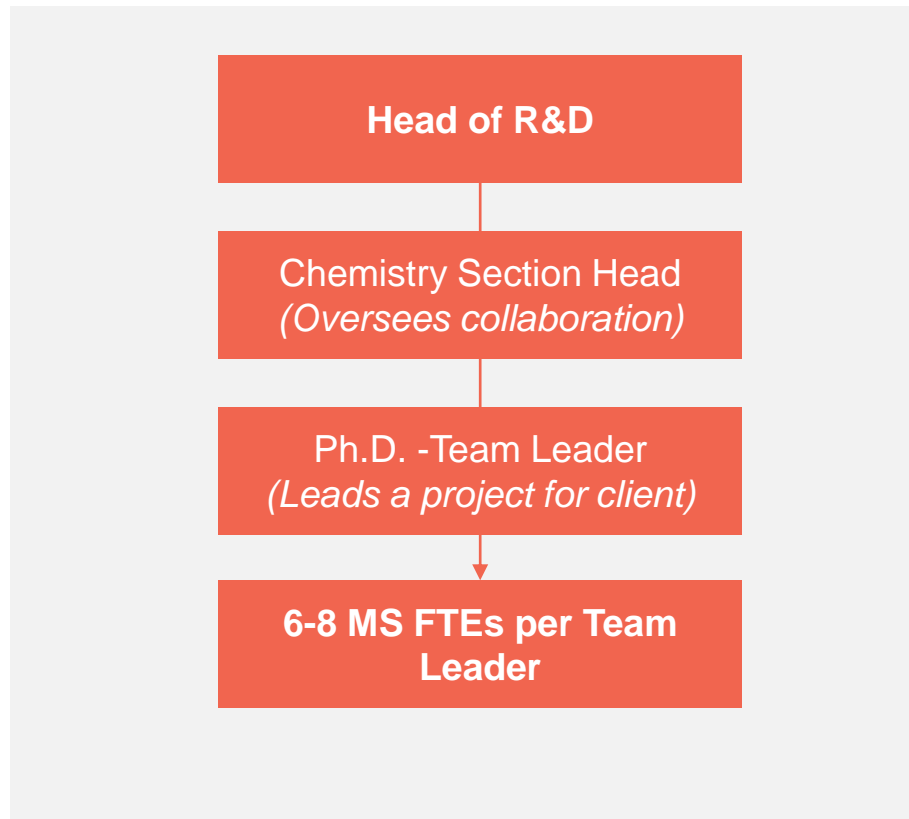 Head of R&D
Chemistry Section Head
(Oversees collaboration)
Ph.D. -Team Leader
(Leads a project for client)
6-8 MS FTEs per Team
Leader